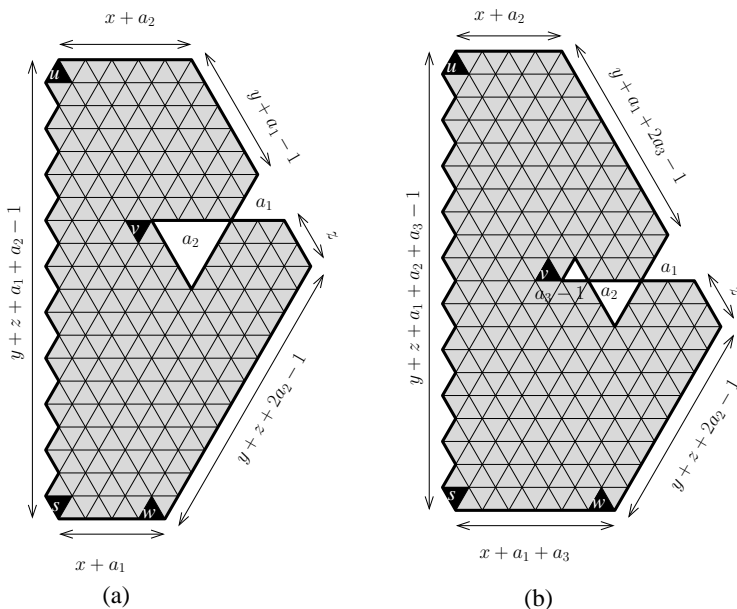 x + a₂
u
y + a₁ − 1
a₁
v
a₂
z
y + z + a₁ + a₂ − 1
y + z + 2a₂ − 1
s
w
x + a₁
(a)
x + a₂
u
y + a₁ + 2a₃ − 1
a₁
v
a₃ − 1
a₂
z
y + z + a₁ + a₂ + a₃ − 1
y + z + 2a₂ − 1
s
w
x + a₁ + a₃
(b)